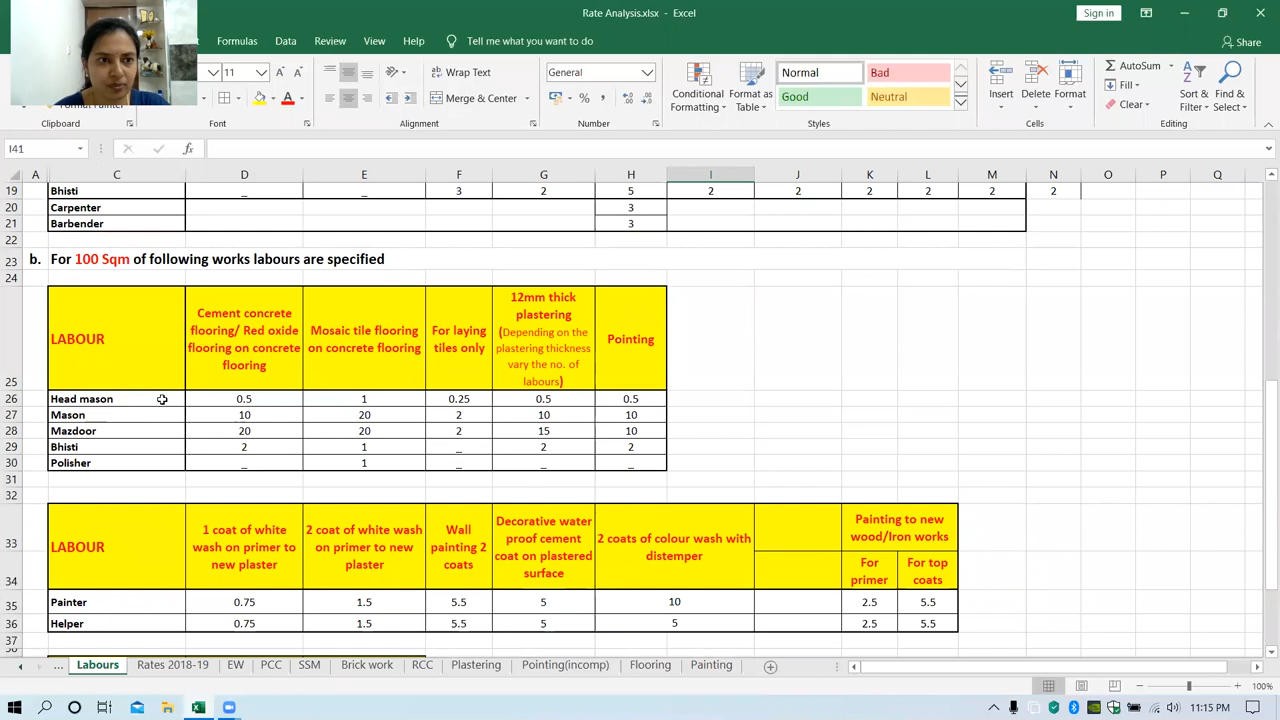 Rate Analysis.xlsx - Excel
Sign in
Formulas Data Review View Help Tell me what you want to do
Share
11 Wrap Text General Normal Bad AutoSum
Merge & Center Good Neutral Fill
Conditional Formatting Format as Table Insert Delete Format Clear Sort & Filter Find & Select
Clipboard Font Alignment Number Styles Cells Editing
I41 fx
A C D E F G H I J K L M N O P Q
19 Bhisti _ _ 3 2 5 2 2 2 2 2 2
20 Carpenter 3
21 Barbender 3
22
23 b. For 100 Sqm of following works labours are specified
24
25 LABOUR
Cement concrete flooring/ Red oxide flooring on concrete flooring
Mosaic tile flooring on concrete flooring
For laying tiles only
12mm thick plastering (Depending on the plastering thickness vary the no. of labours)
Pointing
26 Head mason 0.5 1 0.25 0.5 0.5
27 Mason 10 20 2 10 10
28 Mazdoor 20 20 2 15 10
29 Bhisti 2 1 _ 2 2
30 Polisher _ 1 _ _ _
31
32
33 LABOUR
1 coat of white wash on primer to new plaster
2 coat of white wash on primer to new plaster
Wall painting 2 coats
Decorative water proof cement coat on plastered surface
2 coats of colour wash with distemper
Painting to new wood/Iron works
34 For primer For top coats
35 Painter 0.75 1.5 5.5 5 10 2.5 5.5
36 Helper 0.75 1.5 5.5 5 5 2.5 5.5
37
... Labours Rates 2018-19 EW PCC SSM Brick work RCC Plastering Pointing(incomp) Flooring Painting
100%
11:15 PM